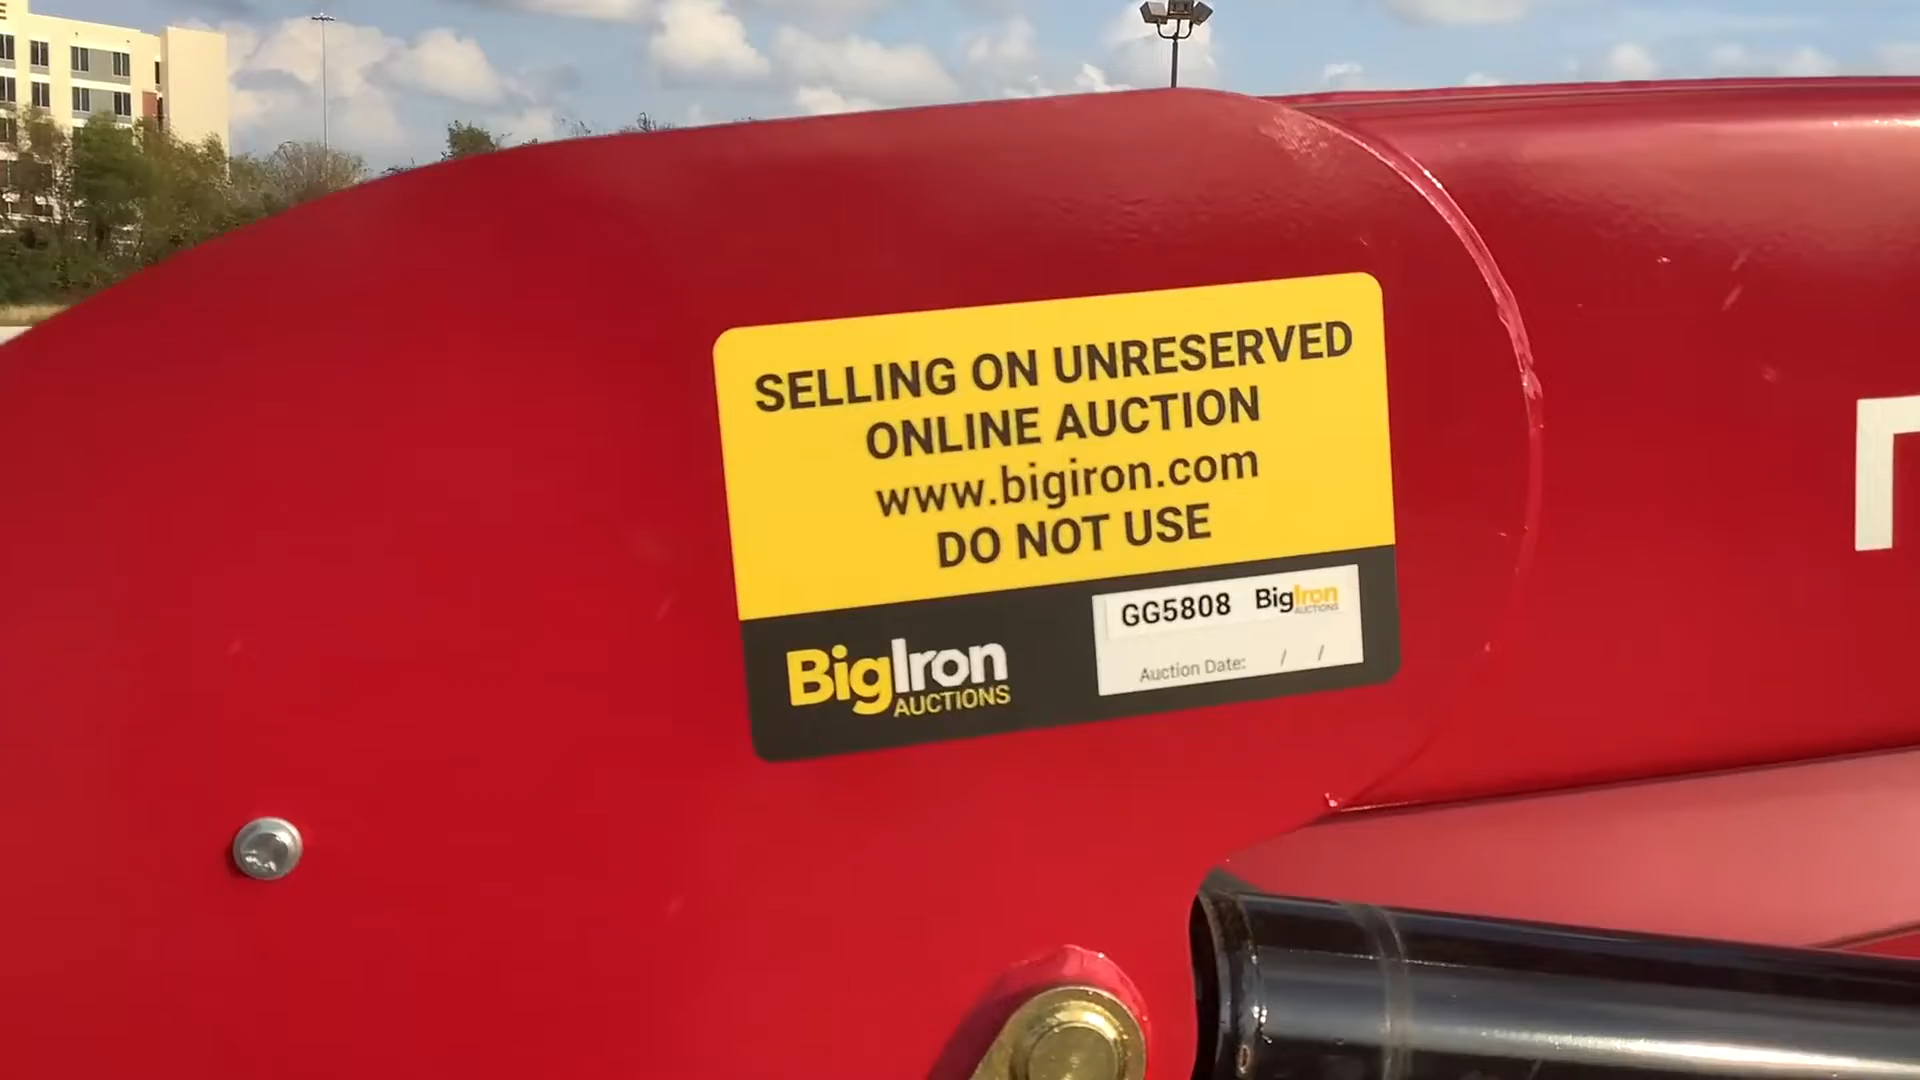 SELLING ON UNRESERVED
ONLINE AUCTION
www.bigiron.com
DO NOT USE
GG5808 BigIron AUCTIONS
Auction Date: / /
BigIron
AUCTIONS